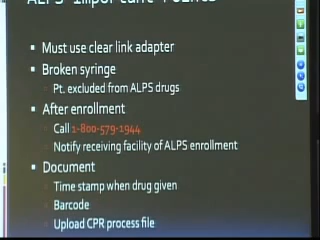 ALPS Important Points
Must use clear link adapter
Broken syringe
Pt. excluded from ALPS drugs
After enrollment
Call 1-800-579-1944
Notify receiving facility of ALPS enrollment
Document
Time stamp when drug given
Barcode
Upload CPR process file